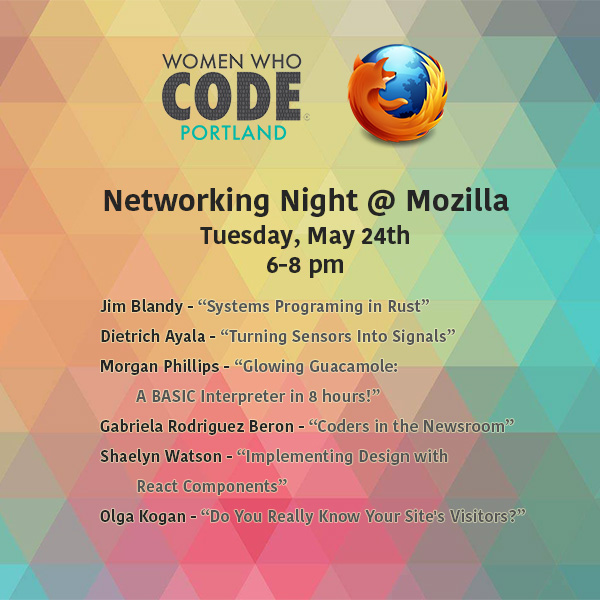 WOMEN WHO
CODE
PORTLAND
Networking Night @ Mozilla
Tuesday, May 24th
6-8 pm
Jim Blandy - “Systems Programing in Rust”
Dietrich Ayala - “Turning Sensors Into Signals”
Morgan Phillips - “Glowing Guacamole:
A BASIC Interpreter in 8 hours!”
Gabriela Rodriguez Beron - “Coders in the Newsroom”
Shaelyn Watson - “Implementing Design with
React Components”
Olga Kogan - “Do You Really Know Your Site's Visitors?”